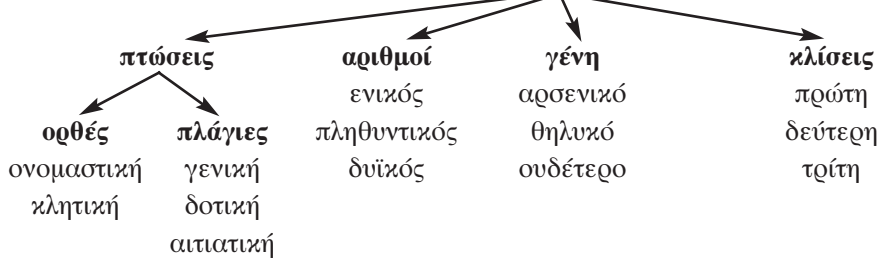 πτώσεις αριθμοί γένη κλίσεις
ενικός αρσενικό πρώτη
ορθές πλάγιες πληθυντικός θηλυκό δεύτερη
ονομαστική γενική δυϊκός ουδέτερο τρίτη
κλητική δοτική
αιτιατική